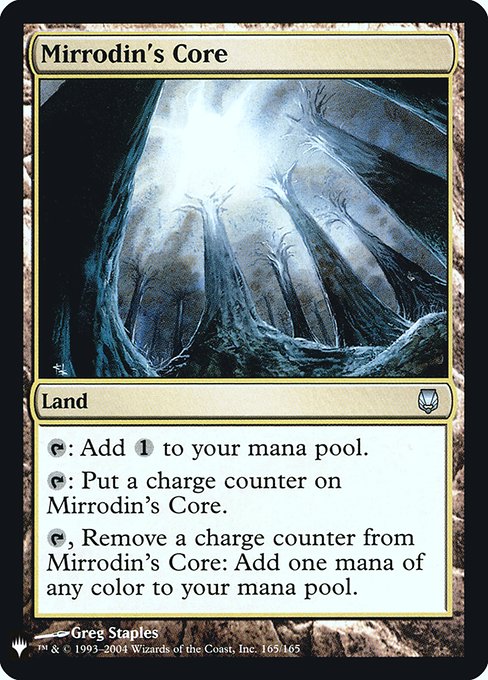 Mirrodin's Core
Land
: Add 1 to your mana pool.
: Put a charge counter on
Mirrodin's Core.
, Remove a charge counter from
Mirrodin's Core: Add one mana of
any color to your mana pool.
Greg Staples
™ & © 1993–2004 Wizards of the Coast, Inc. 165/165